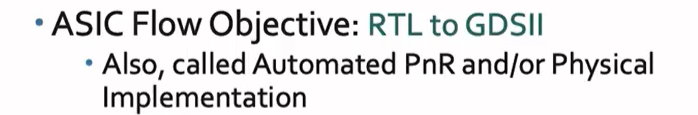 • ASIC Flow Objective: RTL to GDSII
• Also, called Automated PnR and/or Physical
Implementation